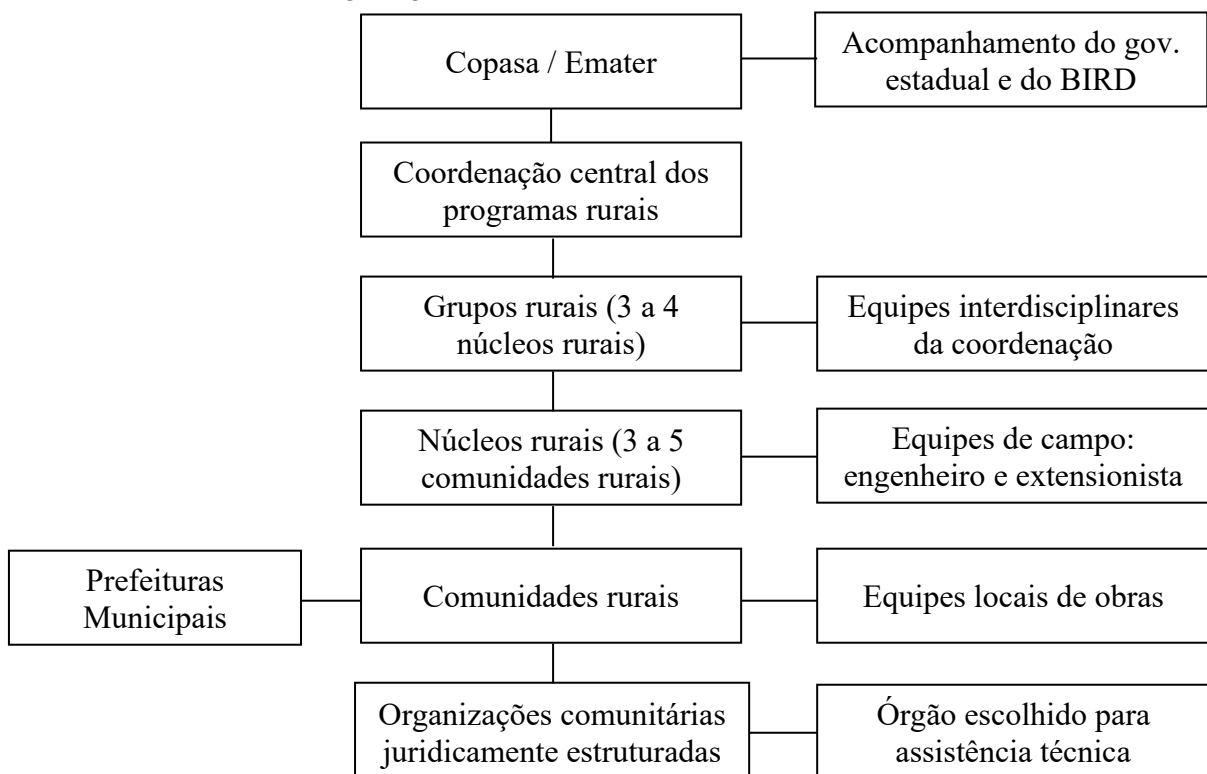 Copasa / Emater
Acompanhamento do gov.
estadual e do BIRD
Coordenação central dos
programas rurais
Grupos rurais (3 a 4
núcleos rurais)
Equipes interdisciplinares
da coordenação
Núcleos rurais (3 a 5
comunidades rurais)
Equipes de campo:
engenheiro e extensionista
Prefeituras
Municipais
Comunidades rurais
Equipes locais de obras
Organizações comunitárias
juridicamente estruturadas
Órgão escolhido para
assistência técnica